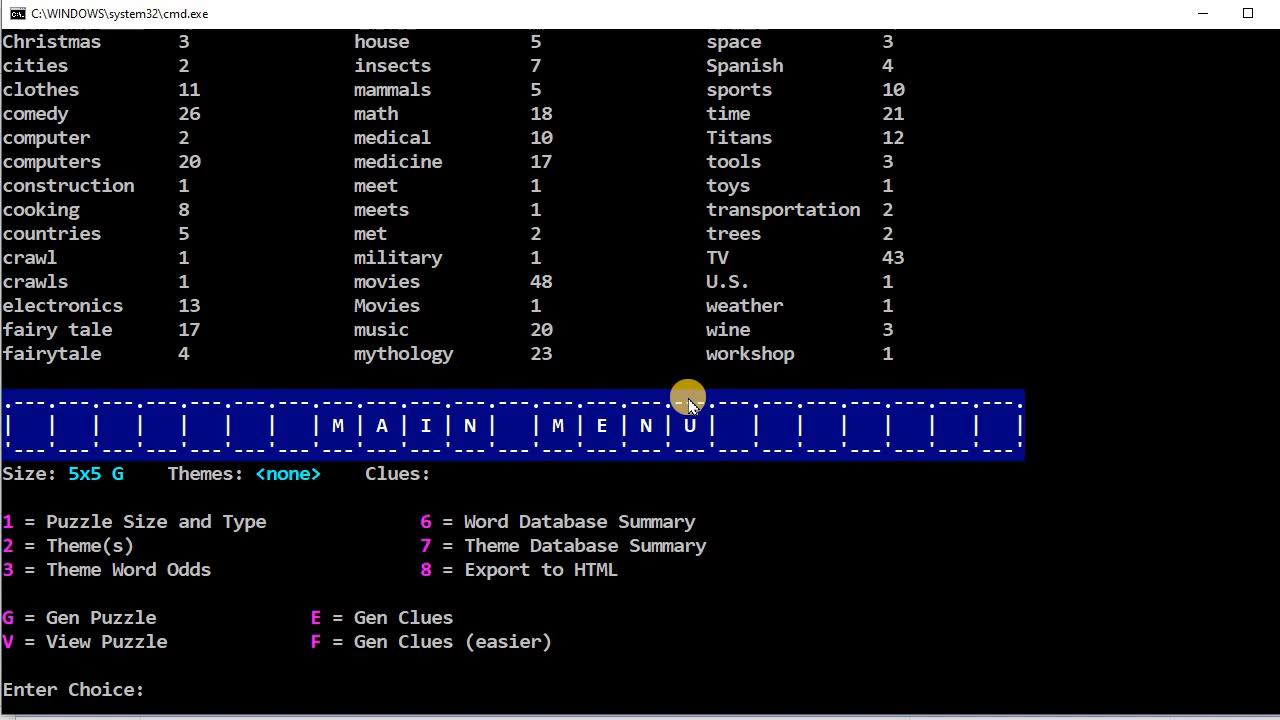 C:\WINDOWS\system32\cmd.exe
Christmas 3 house 5 space 3
cities 2 insects 7 Spanish 4
clothes 11 mammals 5 sports 10
comedy 26 math 18 time 21
computer 2 medical 10 Titans 12
computers 20 medicine 17 tools 3
construction 1 meet 1 toys 1
cooking 8 meets 1 transportation 2
countries 5 met 2 trees 2
crawl 1 military 1 TV 43
crawls 1 movies 48 U.S. 1
electronics 13 Movies 1 weather 1
fairy tale 17 music 20 wine 3
fairytale 4 mythology 23 workshop 1
.---.---.---.---.---.---.---.---.---.---.---.---.---.---.---.---.---.---.---.---.---.---.---.
| | | | | | | M | A | I | N | | M | E | N | U | | | | | | | |
'---'---'---'---'---'---'---'---'---'---'---'---'---'---'---'---'---'---'---'---'---'---'---'
Size: 5x5 G Themes: <none> Clues:
1 = Puzzle Size and Type 6 = Word Database Summary
2 = Theme(s) 7 = Theme Database Summary
3 = Theme Word Odds 8 = Export to HTML
G = Gen Puzzle E = Gen Clues
V = View Puzzle F = Gen Clues (easier)
Enter Choice: